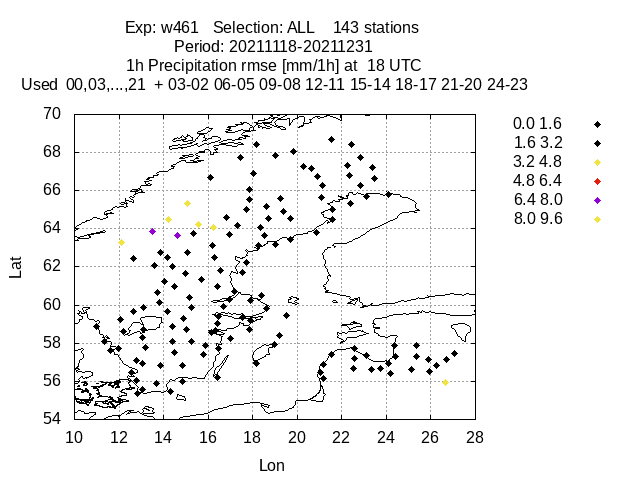 Exp: w461   Selection: ALL    143 stations
Period: 20211118-20211231
1h Precipitation rmse [mm/1h] at  18 UTC
Used  00,03,...,21  + 03-02 06-05 09-08 12-11 15-14 18-17 21-20 24-23
70
68
66
64
62
60
58
56
54
Lat
10 12 14 16 18 20 22 24 26 28
Lon
0.0 1.6
1.6 3.2
3.2 4.8
4.8 6.4
6.4 8.0
8.0 9.6